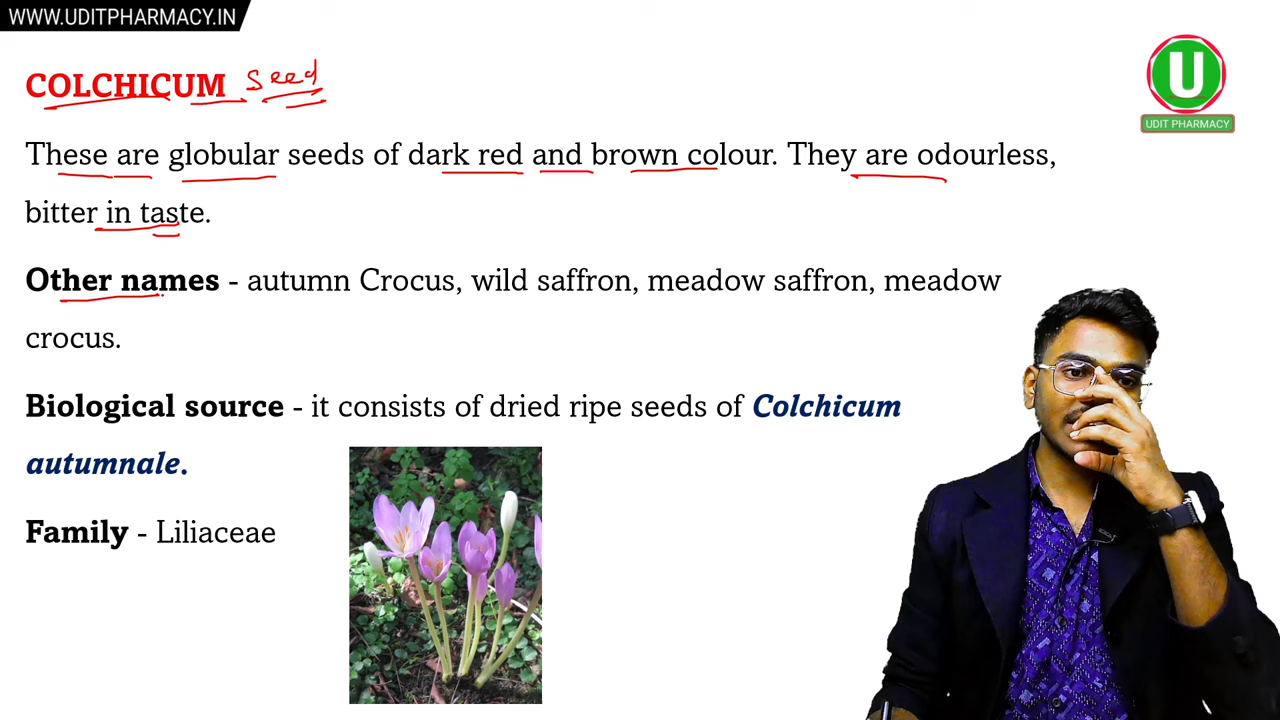 WWW.UDITPHARMACY.IN
COLCHICUM seed
These are globular seeds of dark red and brown colour. They are odourless,
bitter in taste.
Other names - autumn Crocus, wild saffron, meadow saffron, meadow
crocus.
Biological source - it consists of dried ripe seeds of Colchicum
autumnale.
Family - Liliaceae
U
UDIT PHARMACY